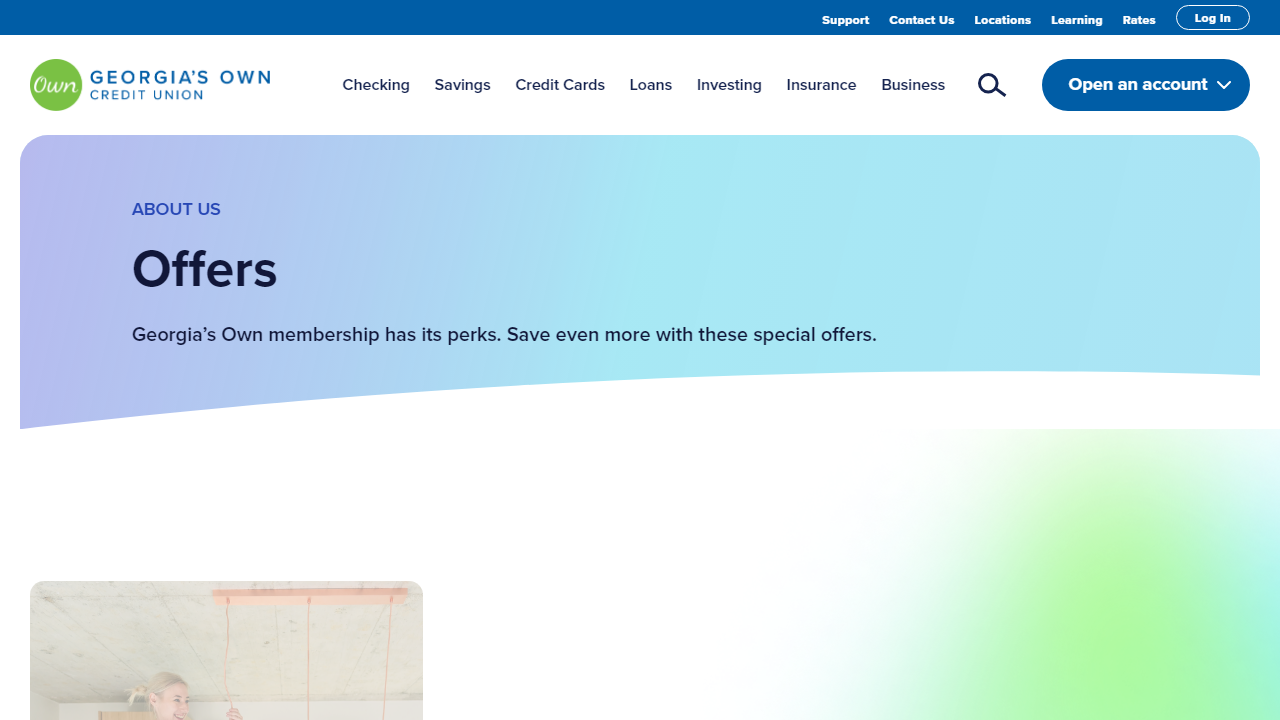 Support Contact Us Locations Learning Rates Log In
Own GEORGIA'S OWN
CREDIT UNION
Checking Savings Credit Cards Loans Investing Insurance Business Open an account
ABOUT US
Offers
Georgia’s Own membership has its perks. Save even more with these special offers.